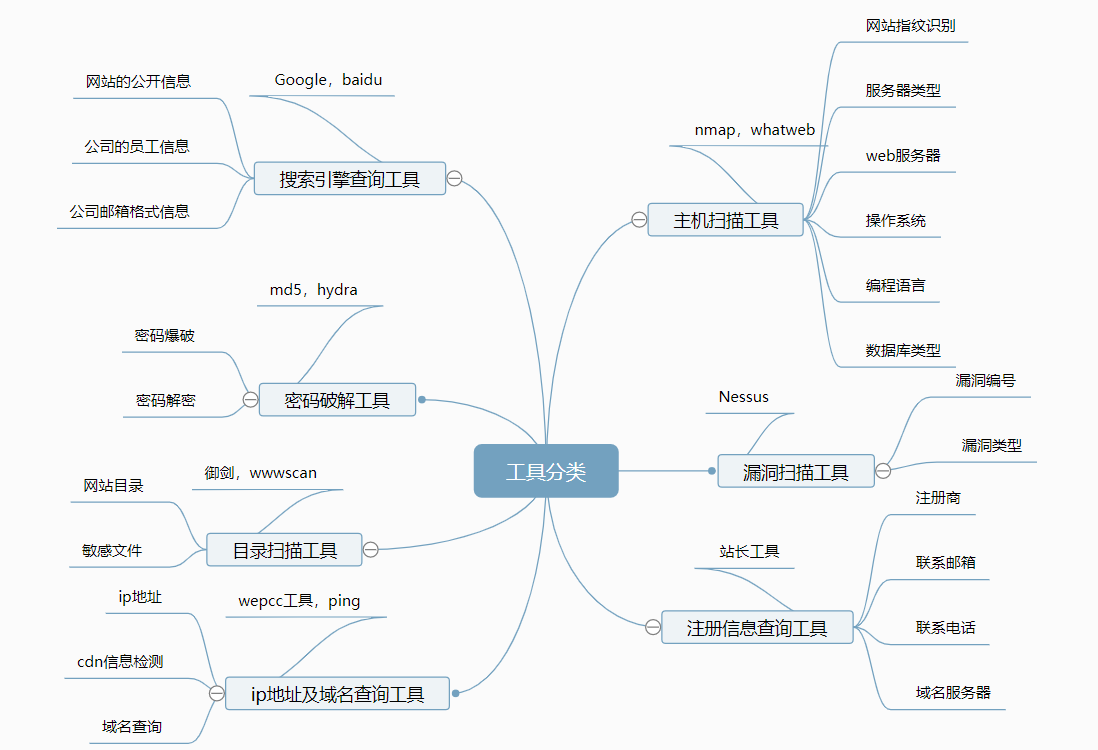 工具分类
搜索引擎查询工具
Google，baidu
网站的公开信息
公司的员工信息
公司邮箱格式信息
密码破解工具
md5，hydra
密码爆破
密码解密
目录扫描工具
御剑，wwwscan
网站目录
敏感文件
ip地址及域名查询工具
wepcc工具，ping
ip地址
cdn信息检测
域名查询
主机扫描工具
nmap，whatweb
网站指纹识别
服务器类型
web服务器
操作系统
编程语言
数据库类型
漏洞扫描工具
Nessus
漏洞编号
漏洞类型
注册信息查询工具
站长工具
注册商
联系邮箱
联系电话
域名服务器